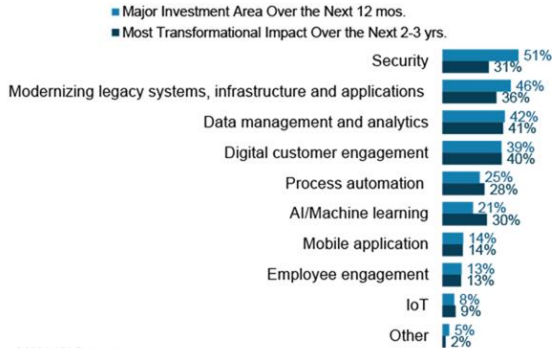 Major Investment Area Over the Next 12 mos.
Most Transformational Impact Over the Next 2-3 yrs.
Security 51%
31%
Modernizing legacy systems, infrastructure and applications 46%
36%
Data management and analytics 42%
41%
Digital customer engagement 39%
40%
Process automation 25%
28%
AI/Machine learning 21%
30%
Mobile application 14%
14%
Employee engagement 13%
13%
IoT 8%
9%
Other 5%
2%